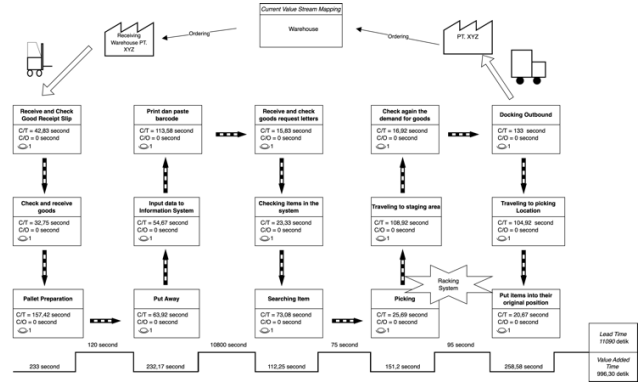 Current Value Stream Mapping
Warehouse
Ordering
Ordering
Receiving
Warehouse PT.
XYZ
PT. XYZ
Receive and Check
Good Receipt Slip
C/T = 42,83 second
C/O = 0 second
1
Print dan paste
barcode
C/T = 113,58 second
C/O = 0 second
1
Receive and check
goods request letters
C/T = 15,83 second
C/O = 0 second
1
Check again the
demand for goods
C/T = 16,92 second
C/O = 0 second
1
Docking Outbound
C/T = 133 second
C/O = 0 second
1
Check and receive
goods
C/T = 32,75 second
C/O = 0 second
1
Input data to
Information System
C/T = 54,67 second
C/O = 0 second
1
Checking items in the
system
C/T = 23,33 second
C/O = 0 second
1
Traveling to staging area
C/T = 108,92 second
C/O = 0 second
1
Traveling to picking
Location
C/T = 104,92 second
C/O = 0 second
1
Racking
System
Pallet Preparation
C/T = 157,42 second
C/O = 0 second
1
Put Away
C/T = 63,92 second
C/O = 0 second
1
Searching Item
C/T = 73,08 second
C/O = 0 second
1
Picking
C/T = 25,69 second
C/O = 0 second
1
Put items into their
original position
C/T = 20,67 second
C/O = 0 second
1
120 second
10800 second
75 second
95 second
233 second
232,17 second
112,25 second
151,2 second
258,58 second
Lead Time
11090 detik
Value Added
Time
996,30 detik